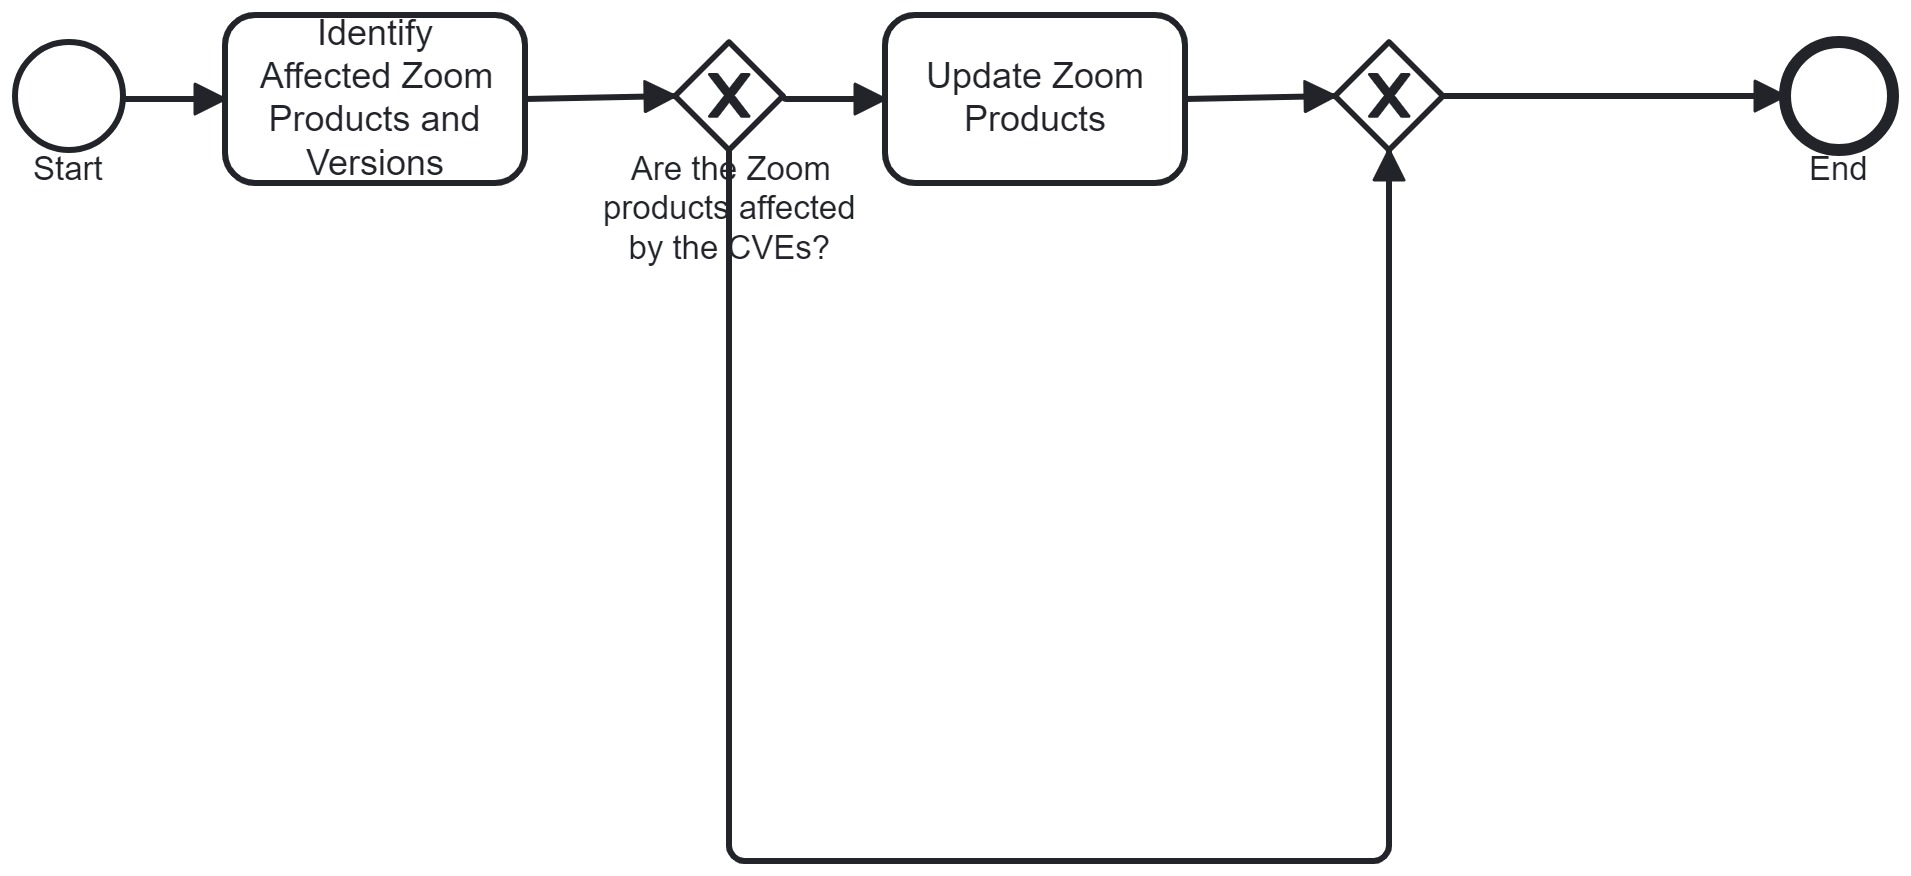 Start
Identify
Affected Zoom
Products and
Versions
X
Are the Zoom
products affected
by the CVEs?
Update Zoom
Products
X
End